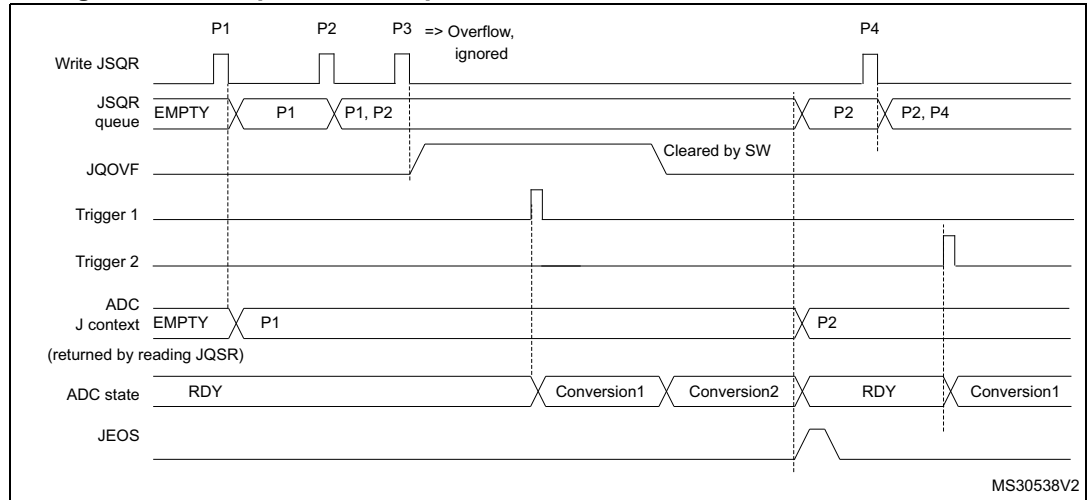 P1 P2 P3 => Overflow, P4
ignored
Write JSQR
JSQR
queue
EMPTY P1 P1, P2 P2 P2, P4
JQOVF Cleared by SW
Trigger 1
Trigger 2
ADC
J context EMPTY P1 P2
(returned by reading JQSR)
ADC state RDY Conversion1 Conversion2 RDY Conversion1
JEOS
MS30538V2